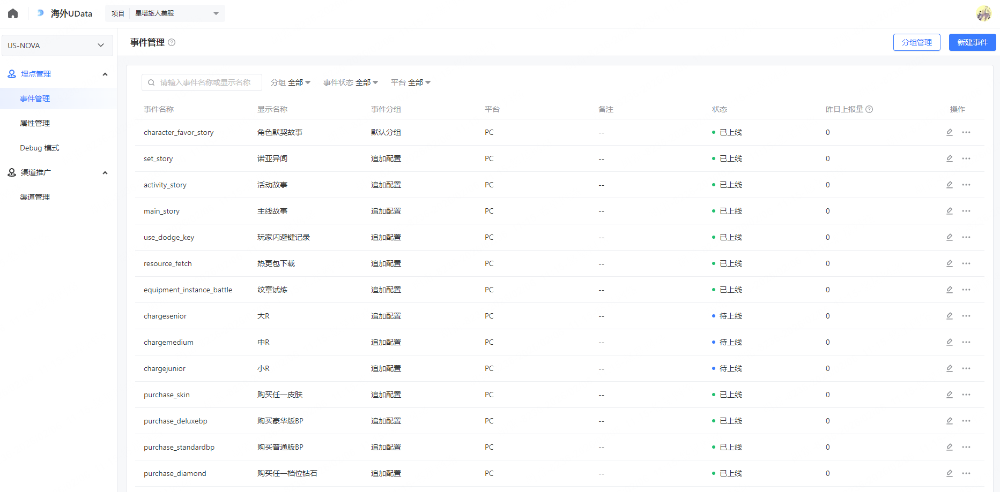 海外UData 项目 星塔旅人美服
US-NOVA
埋点管理
事件管理
属性管理
Debug 模式
渠道推广
渠道管理
事件管理
分组管理 新建事件
请输入事件名称或显示名称 分组 全部 事件状态 全部 平台 全部
事件名称 显示名称 事件分组 平台 备注 状态 昨日上报量 操作
character_favor_story 角色默契故事 默认分组 PC -- 已上线 0
set_story 诺亚异闻 追加配置 PC -- 已上线 0
activity_story 活动故事 追加配置 PC -- 已上线 0
main_story 主线故事 追加配置 PC -- 已上线 0
use_dodge_key 玩家闪避键记录 追加配置 PC -- 已上线 0
resource_fetch 热更包下载 追加配置 PC -- 已上线 0
equipment_instance_battle 纹章试炼 追加配置 PC -- 已上线 0
chargesenior 大R 追加配置 PC -- 待上线 0
chargemedium 中R 追加配置 PC -- 待上线 0
chargejunior 小R 追加配置 PC -- 待上线 0
purchase_skin 购买任一皮肤 追加配置 PC -- 已上线 0
purchase_deluxebp 购买豪华版BP 追加配置 PC -- 已上线 0
purchase_standardbp 购买普通版BP 追加配置 PC -- 已上线 0
purchase_diamond 购买任一档位钻石 追加配置 PC -- 已上线 0